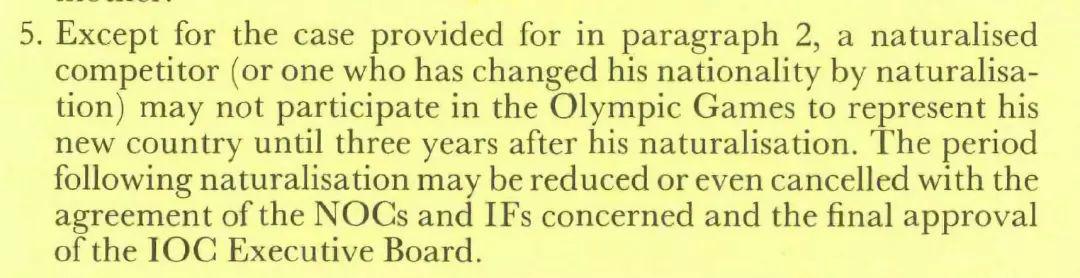 5. Except for the case provided for in paragraph 2, a naturalised
competitor (or one who has changed his nationality by naturalisa-
tion) may not participate in the Olympic Games to represent his
new country until three years after his naturalisation. The period
following naturalisation may be reduced or even cancelled with the
agreement of the NOCs and IFs concerned and the final approval
of the IOC Executive Board.